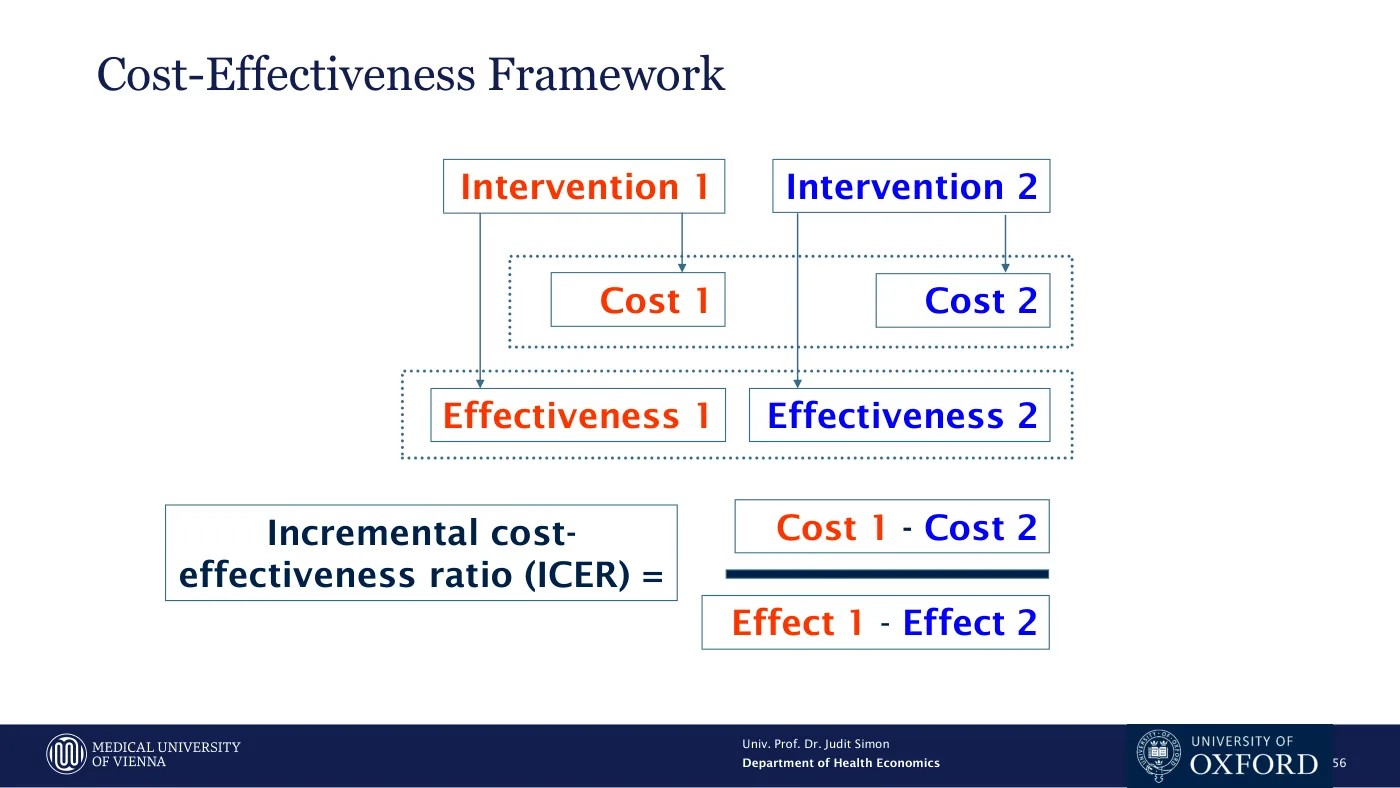 Cost-Effectiveness Framework
Intervention 1
Intervention 2
Cost 1
Cost 2
Effectiveness 1
Effectiveness 2
Incremental cost-
effectiveness ratio (ICER) =
Cost 1 - Cost 2
Effect 1 - Effect 2
MEDICAL UNIVERSITY
OF VIENNA
Univ. Prof. Dr. Judit Simon
Department of Health Economics
UNIVERSITY OF
OXFORD
56